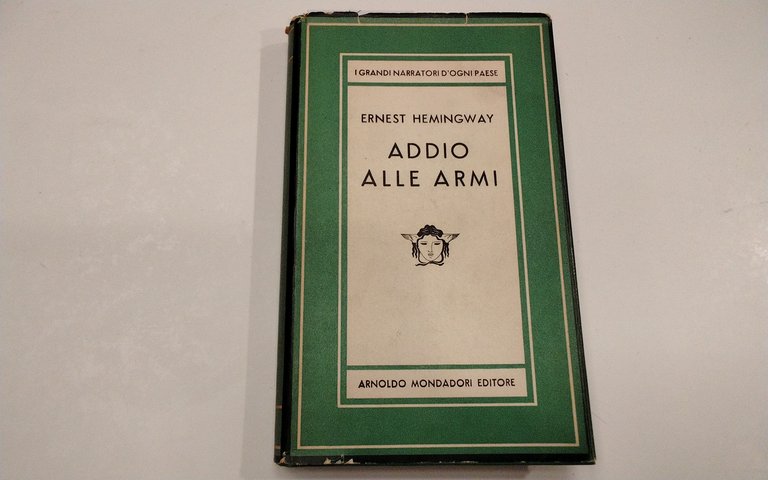 I GRANDI NARRATORI D'OGNI PAESE
ERNEST HEMINGWAY
ADDIO
ALLE ARMI
ARNOLDO MONDADORI EDITORE